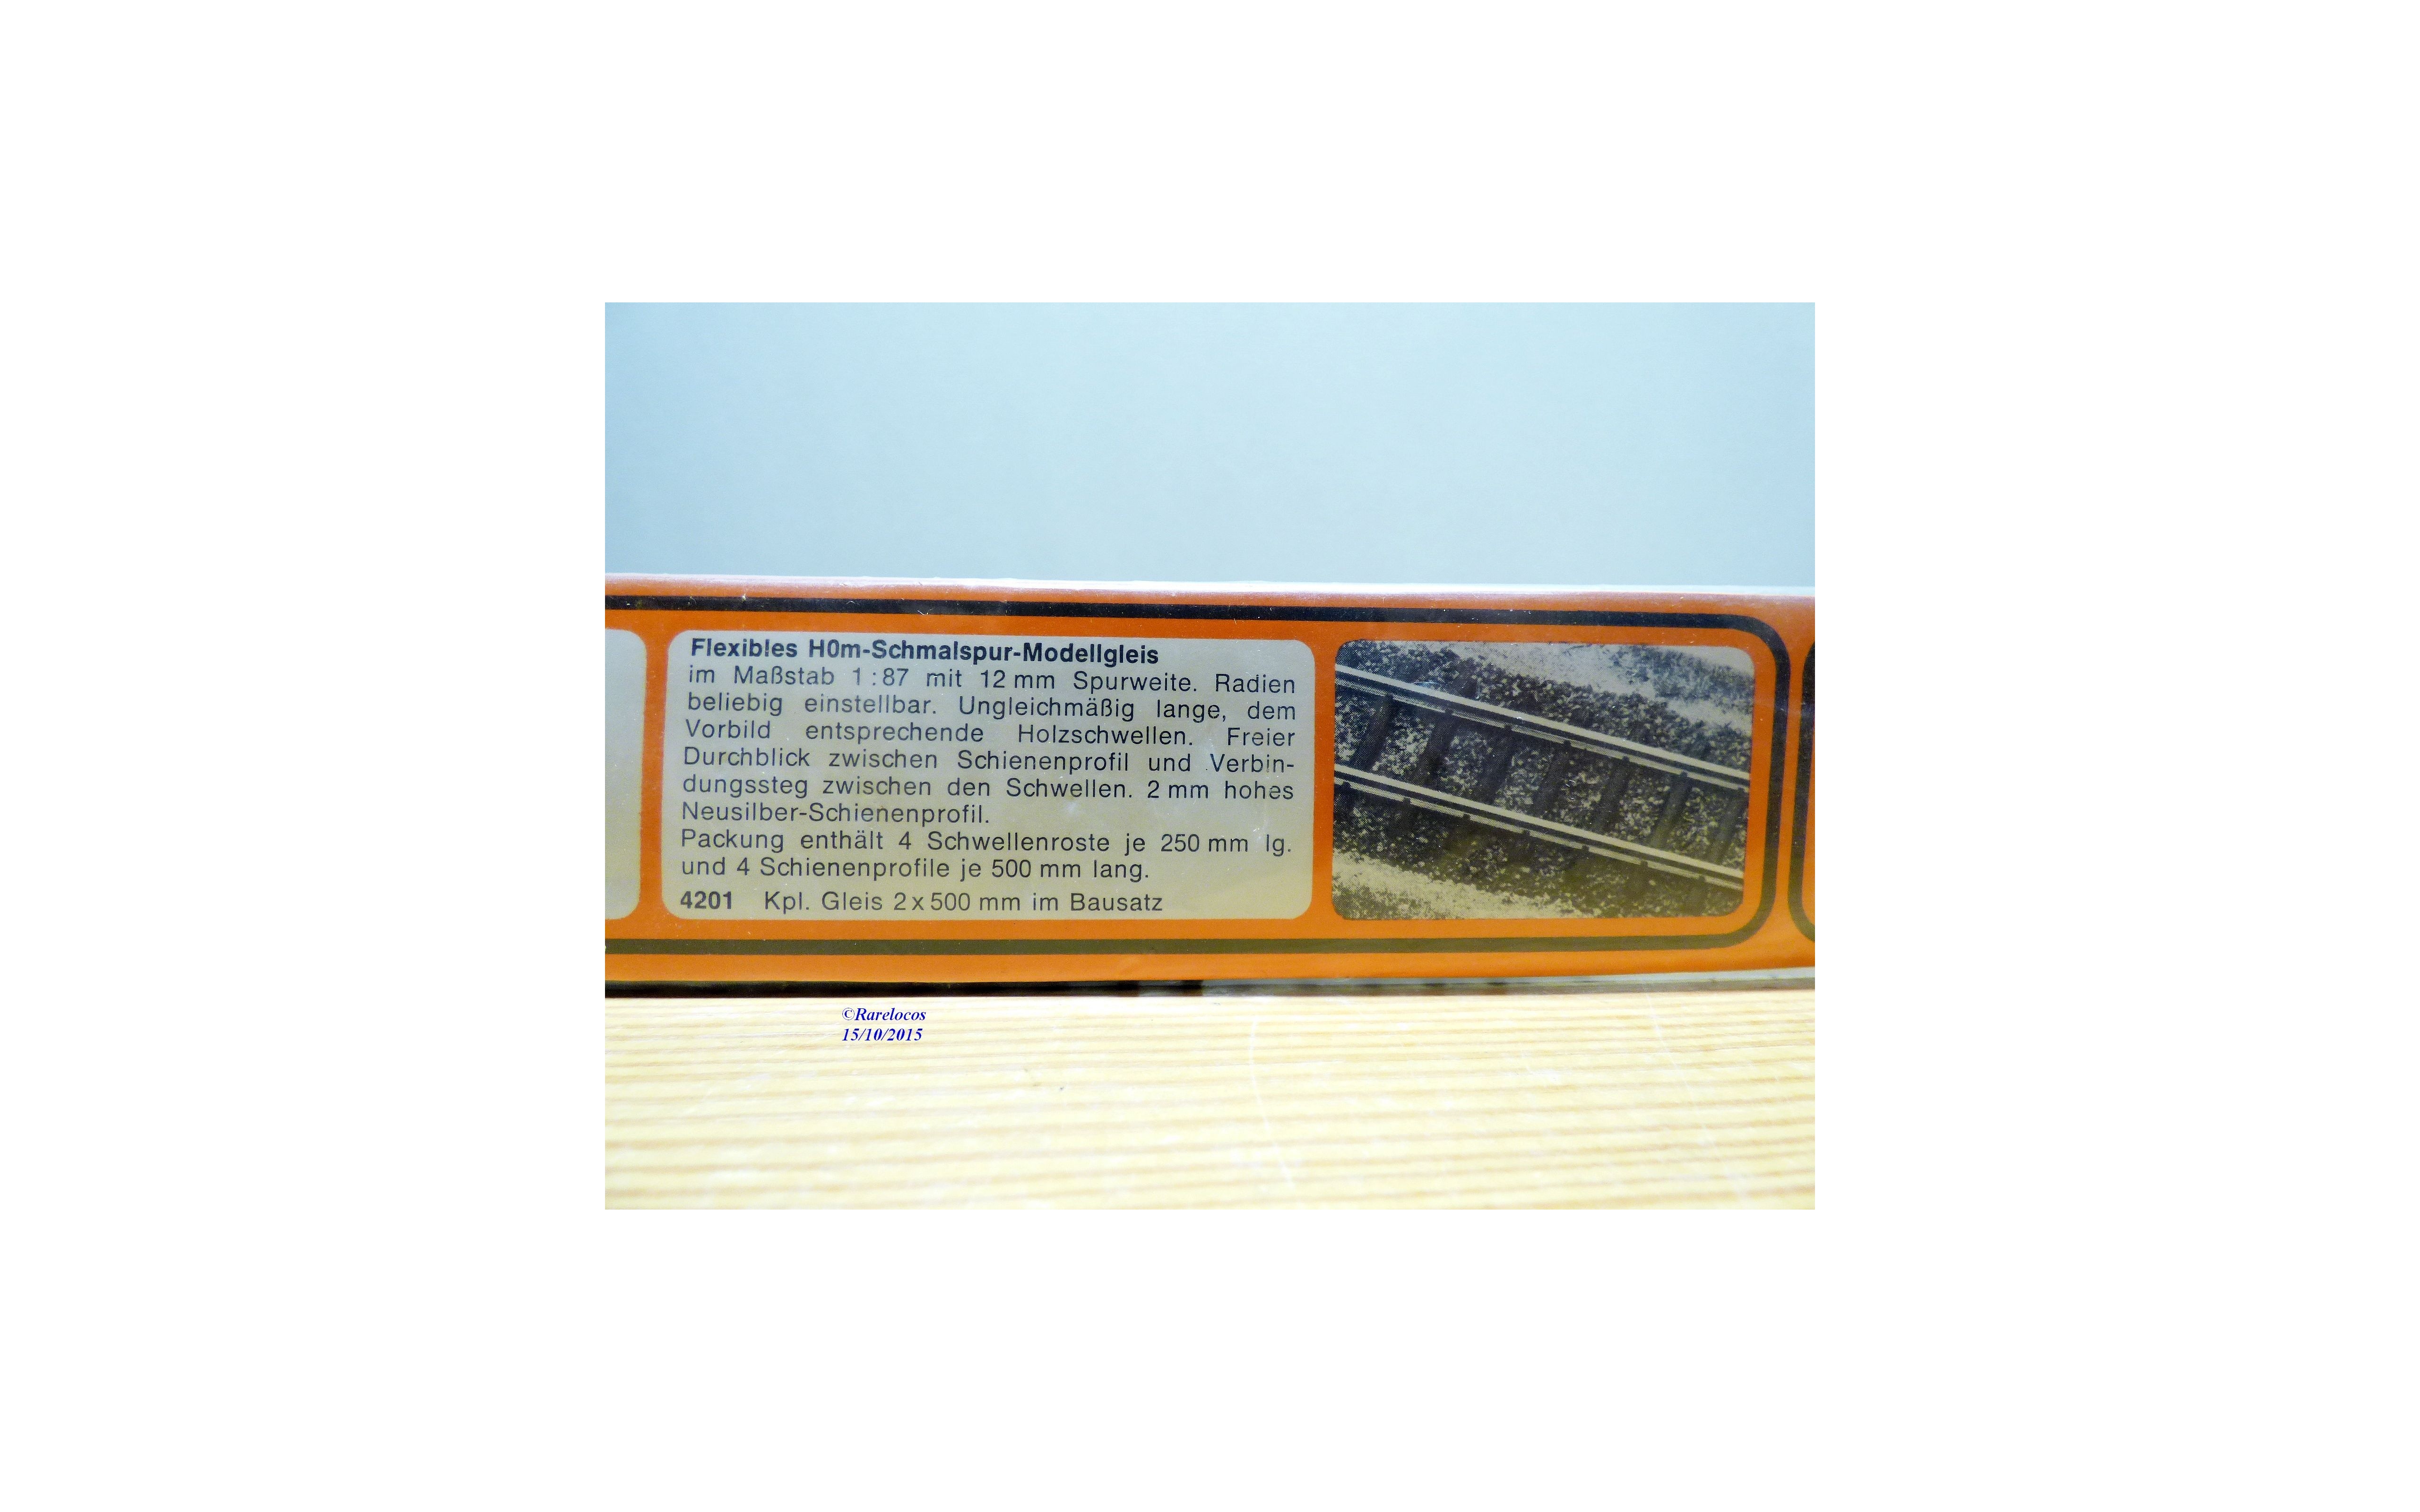 Flexibles H0m-Schmalspur-Modellgleis
im Maßstab 1:87 mit 12 mm Spurweite. Radien
beliebig einstellbar. Ungleichmäßig lange, dem
Vorbild entsprechende Holzschwellen. Freier
Durchblick zwischen Schienenprofil und Verbin-
dungssteg zwischen den Schwellen. 2 mm hohes
Neusilber-Schienenprofil.
Packung enthält 4 Schwellenroste je 250 mm lg.
und 4 Schienenprofile je 500 mm lang.
4201 Kpl. Gleis 2 x 500 mm im Bausatz
©Rarelocos
15/10/2015